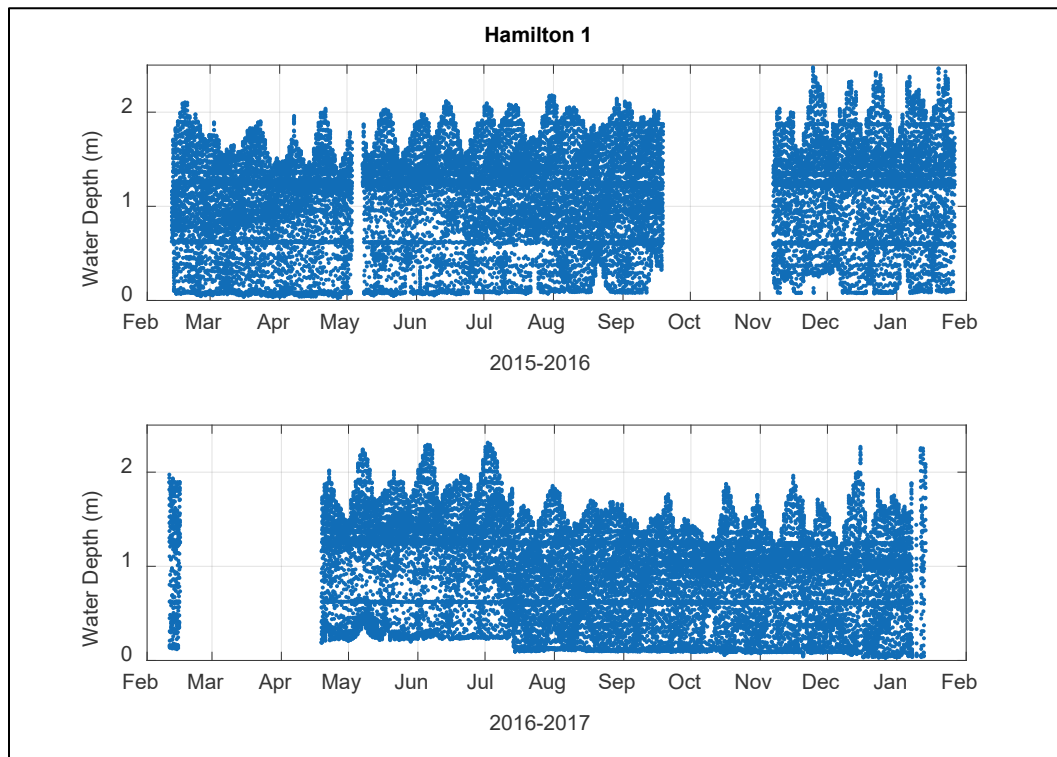 Hamilton 1
Water Depth (m)
2
1
0
Feb Mar Apr May Jun Jul Aug Sep Oct Nov Dec Jan Feb
2015-2016
Water Depth (m)
2
1
0
Feb Mar Apr May Jun Jul Aug Sep Oct Nov Dec Jan Feb
2016-2017